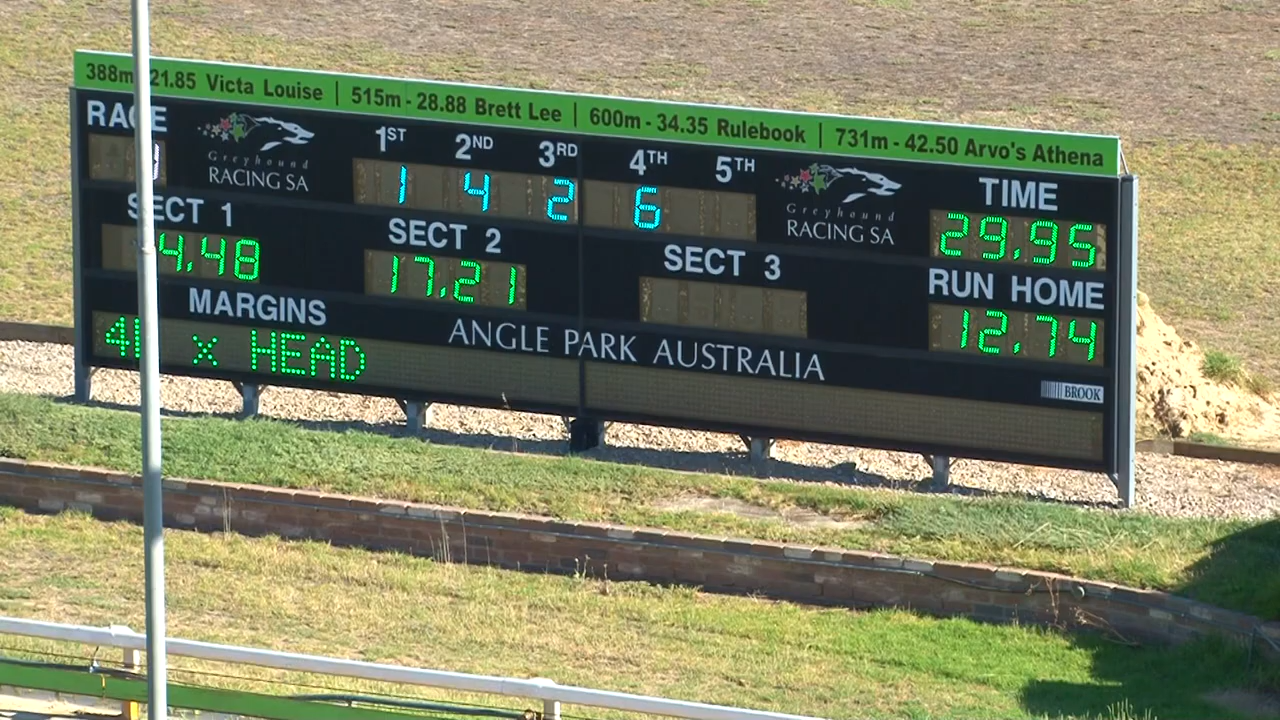 388m 21.85 Victa Louise | 515m - 28.88 Brett Lee | 600m - 34.35 Rulebook | 731m - 42.50 Arvo's Athena
RACE
Greyhound
RACING SA
1ST 2ND 3RD 4TH 5TH
1 4 2 6
Greyhound
RACING SA
TIME
29.95
SECT 1
4.48
SECT 2
17.21
SECT 3
RUN HOME
12.74
MARGINS
x HEAD
ANGLE PARK AUSTRALIA
BROOK